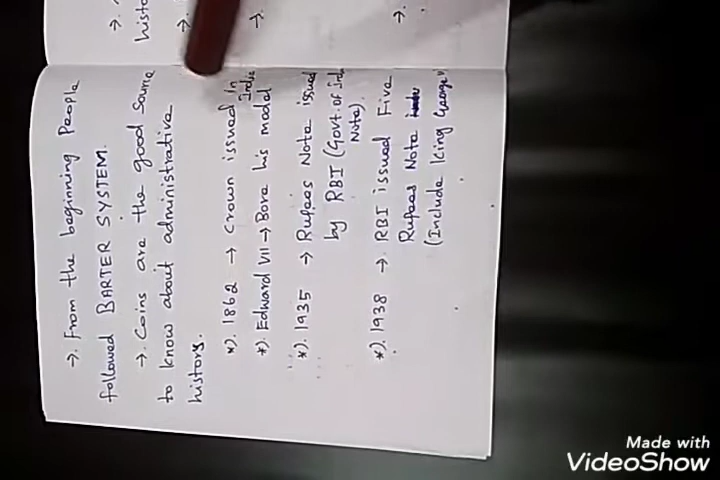 →. From the beginning People
followed BARTER SYSTEM.
→. Coins are the good source
to know about administrative
history.
*). 1862 → Crown issued in India
*). Edward VII → Bore his modal
*). 1935 → Rupees Note issued
by RBI (Govt. of Ind
Note).
*). 1938 → RBI issued Five
Rupees Note
(Include King George
→.
histo
→.
→.
→.
Made with
VideoShow